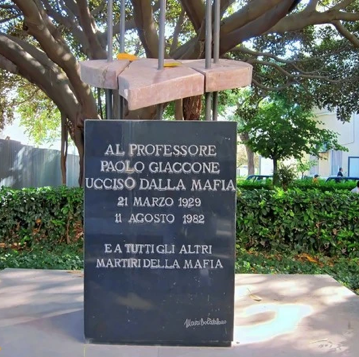 AL PROFESSORE
PAOLO GIACCONE
UCCISO DALLA MAFIA
21 MARZO 1929
11 AGOSTO 1982
E A TUTTI GLI ALTRI
MARTIRI DELLA MAFIA